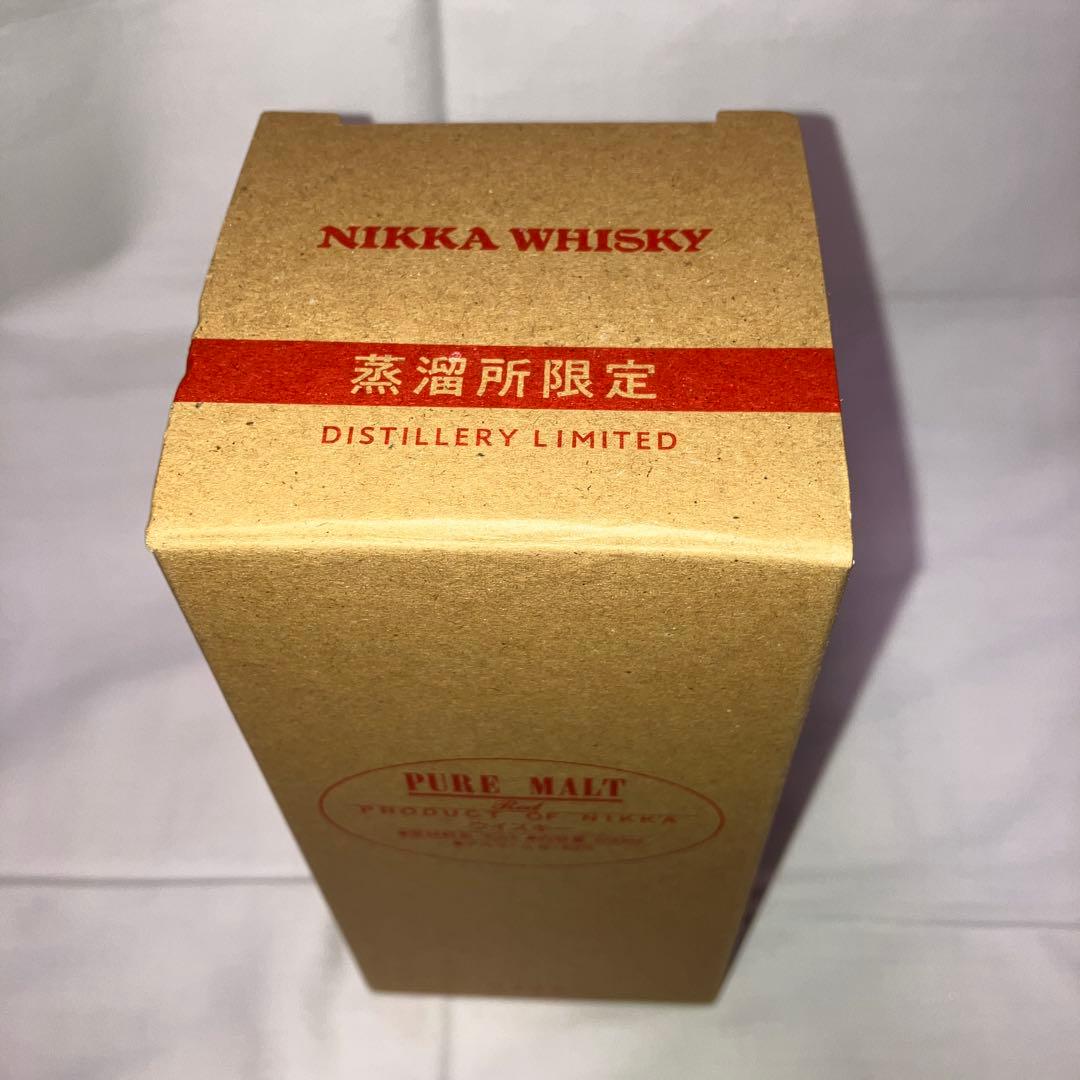 NIKKA WHISKY
蒸溜所限定
DISTILLERY LIMITED
PURE MALT
Red
PRODUCT OF NIKKA
ウイスキー